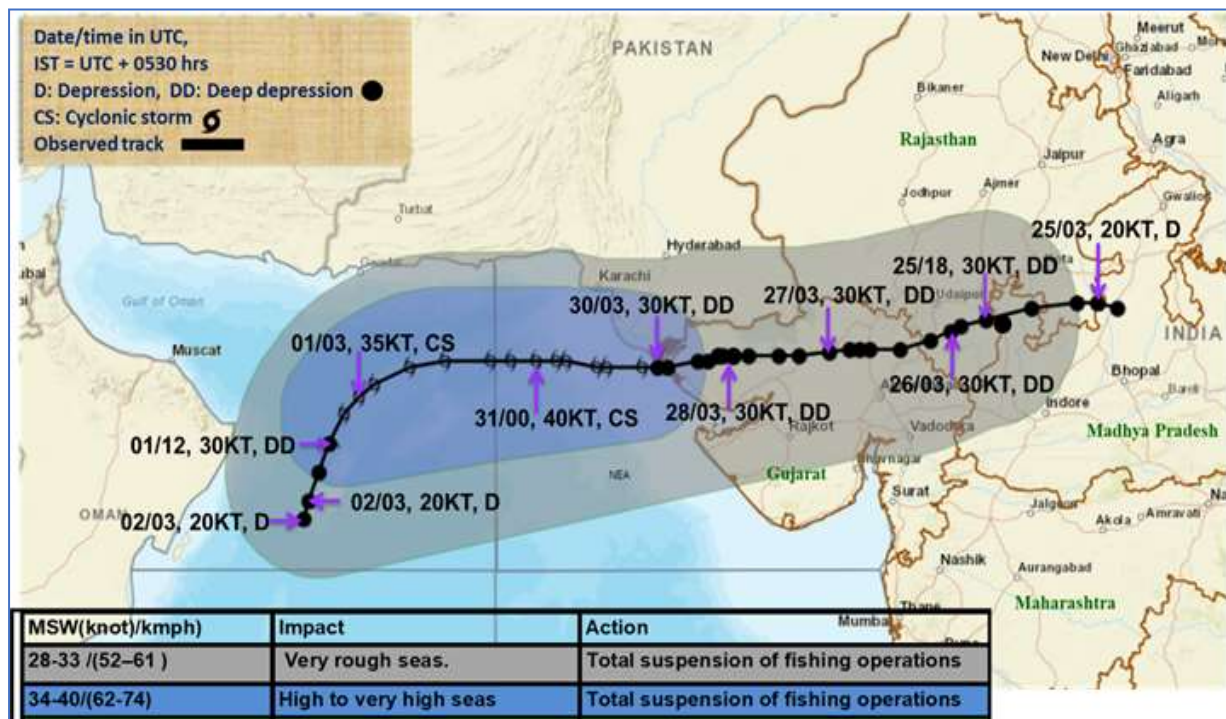 Date/time in UTC,
IST = UTC + 0530 hrs
D: Depression, DD: Deep depression
CS: Cyclonic storm
Observed track
PAKISTAN
Meerut
New Delhi
Ghaziabad
Faridabad
Bikaner
Aligarh
Rajasthan
Agra
Jaipur
Jodhpur
Ajmer
Turbat
Hyderabad
Karachi
25/03, 20KT, D
25/18, 30KT, DD
27/03, 30KT, DD
30/03, 30KT, DD
Udaipur
Gulf of Oman
INDIA
Muscat
01/03, 35KT, CS
31/00, 40KT, CS
28/03, 30KT, DD
26/03, 30KT, DD
Bhopal
Indore
01/12, 30KT, DD
Rajkot
Vadodara
Madhya Pradesh
NEA
Gujarat
Bhavnagar
02/03, 20KT, D
02/03, 20KT, D
OMAN
Surat
Jalgaon
Akola
Amravati
Nashik
Aurangabad
Maharashtra
Thane
Mumbai
MSW(knot)/kmph) Impact Action
28-33 /(52–61 ) Very rough seas. Total suspension of fishing operations
34-40/(62-74) High to very high seas Total suspension of fishing operations